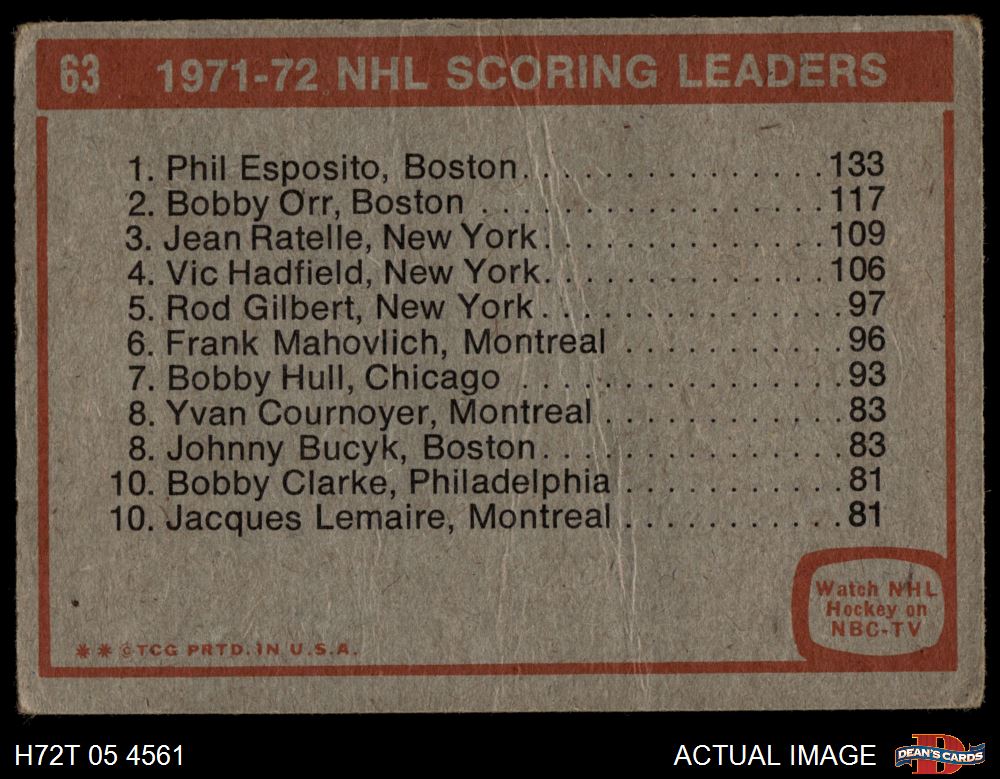 63 1971-72 NHL SCORING LEADERS
1. Phil Esposito, Boston. . . . . . . . . . . . . . . .133
2. Bobby Orr, Boston . . . . . . . . . . . . . . . . . .117
3. Jean Ratelle, New York. . . . . . . . . . . . . . .109
4. Vic Hadfield, New York. . . . . . . . . . . . . . .106
5. Rod Gilbert, New York. . . . . . . . . . . . . . . . 97
6. Frank Mahovlich, Montreal . . . . . . . . . . . . 96
7. Bobby Hull, Chicago . . . . . . . . . . . . . . . . . 93
8. Yvan Cournoyer, Montreal . . . . . . . . . . . . . 83
8. Johnny Bucyk, Boston. . . . . . . . . . . . . . . . 83
10. Bobby Clarke, Philadelphia . . . . . . . . . . . . 81
10. Jacques Lemaire, Montreal . . . . . . . . . . . . 81
Watch NHL
Hockey on
NBC-TV
* * © TCG PRTD. IN U.S.A.
H72T 05 4561
ACTUAL IMAGE
DEAN'S CARDS